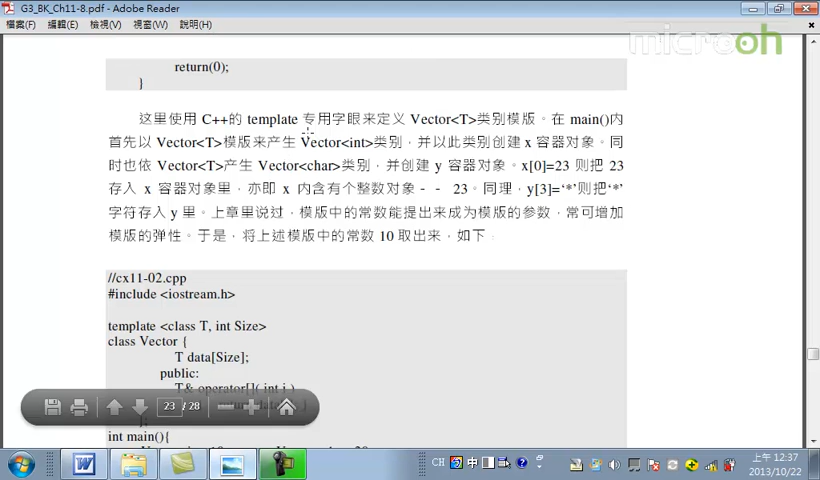 G3_BK_Ch11-8.pdf - Adobe Reader
檔案(F) 編輯(E) 檢視(V) 視窗(W) 說明(H)
microoh
return(0);
}
这里使用 C++的 template 专用字眼来定义 Vector<T>类别模版。在 main()内
首先以 Vector<T>模版来产生 Vector<int>类别，并以此类别创建 x 容器对象。同
时也依 Vector<T>产生 Vector<char>类别，并创建 y 容器对象。x[0]=23 则把 23
存入 x 容器对象里，亦即 x 内含有个整数对象－－ 23。同理，y[3]=‘*’则把‘*’
字符存入 y 里。上章里说过，模版中的常数能提出来成为模版的参数，常可增加
模版的弹性。于是，将上述模版中的常数 10 取出来，如下：
//cx11-02.cpp
#include <iostream.h>
template <class T, int Size>
class Vector {
T data[Size];
public:
T& operator[]( int i )
}
23 / 28
int main(){
CH 中
上午 12:37
2013/10/22